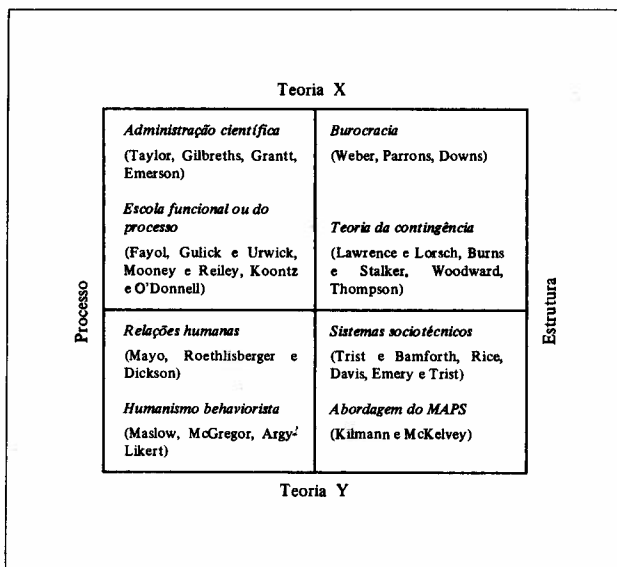 Teoria X
Administração científica
(Taylor, Gilbreths, Grantt,
Emerson)
Escola funcional ou do
processo
(Fayol, Gulick e Urwick,
Mooney e Reiley, Koontz
e O'Donnell)
Burocracia
(Weber, Parrons, Downs)
Teoria da contingência
(Lawrence e Lorsch, Burns
e Stalker, Woodward,
Thompson)
Processo
Estrutura
Relações humanas
(Mayo, Roethlisberger e
Dickson)
Humanismo behaviorista
(Maslow, McGregor,
Likert)
Sistemas sociotécnicos
(Trist e Bamforth, Rice,
Davis, Emery e Trist)
Abordagem do MAPS
(Kilmann e McKelvey)
Teoria Y